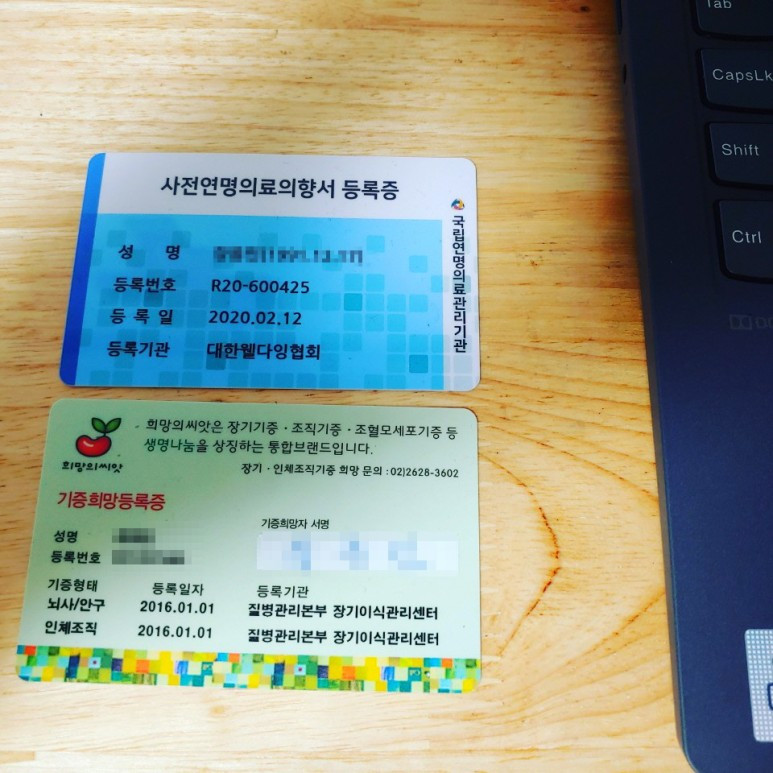 Tab
CapsLk
Shift
Ctrl
사전연명의료의향서 등록증
성 명
등록번호 R20-600425
등 록 일 2020.02.12
등록기관 대한웰다잉협회
국립연명의료관리기관
희망의씨앗
희망의씨앗은 장기기증 · 조직기증 · 조혈모세포기증 등
생명나눔을 상징하는 통합브랜드입니다.
장기 · 인체조직기증 희망 문의 : 02)2628-3602
기증희망등록증
성명
등록번호
기증희망자 서명
기증형태 등록일자 등록기관
뇌사/안구 2016.01.01 질병관리본부 장기이식관리센터
인체조직 2016.01.01 질병관리본부 장기이식관리센터